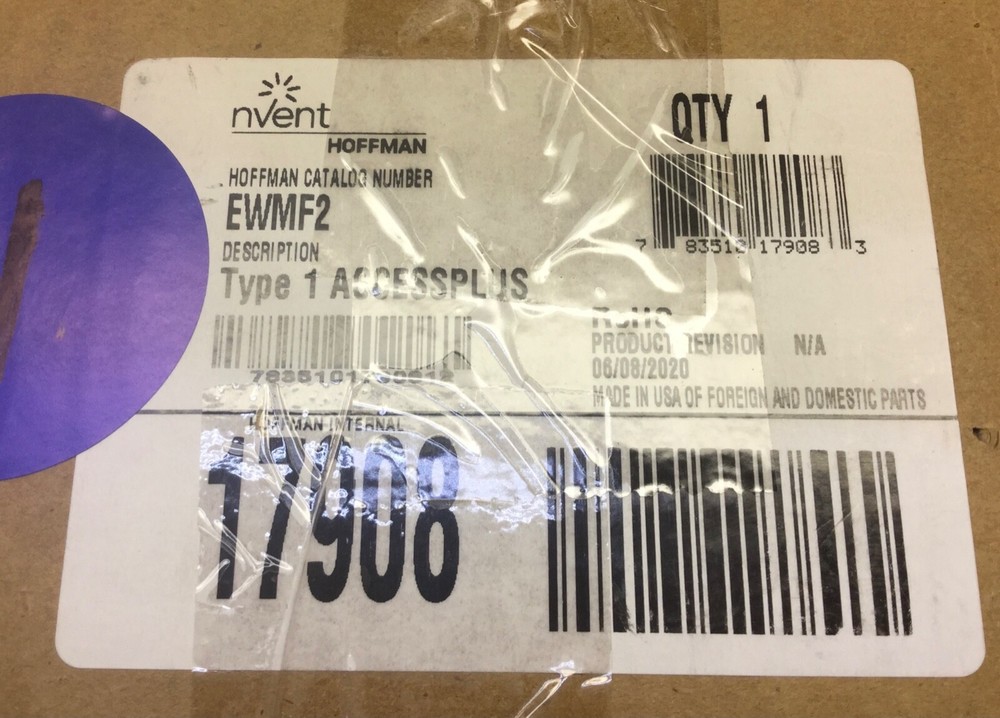 nVent
HOFFMAN
QTY 1
HOFFMAN CATALOG NUMBER
EWMF2
DESCRIPTION
Type 1 ACCESSPLUS
7 83510 17908 3
RoHS
PRODUCT REVISION N/A
06/08/2020
MADE IN USA OF FOREIGN AND DOMESTIC PARTS
HOFFMAN INTERNAL
17908